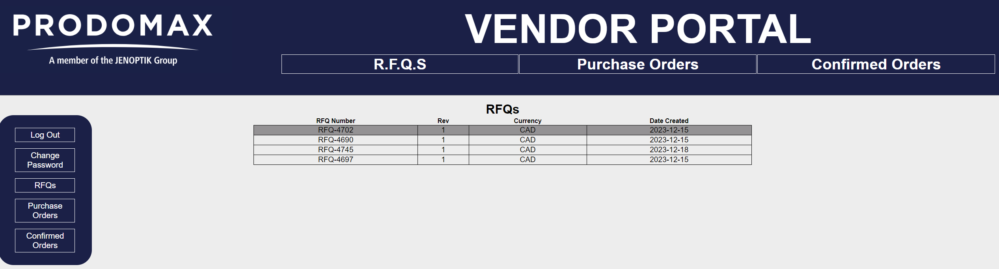 PRODOMAX
A member of the JENOPTIK Group
VENDOR PORTAL
R.F.Q.S Purchase Orders Confirmed Orders
Log Out
Change
Password
RFQs
Purchase
Orders
Confirmed
Orders
RFQs
RFQ Number Rev Currency Date Created
RFQ-4702 1 CAD 2023-12-15
RFQ-4690 1 CAD 2023-12-15
RFQ-4745 1 CAD 2023-12-18
RFQ-4697 1 CAD 2023-12-15